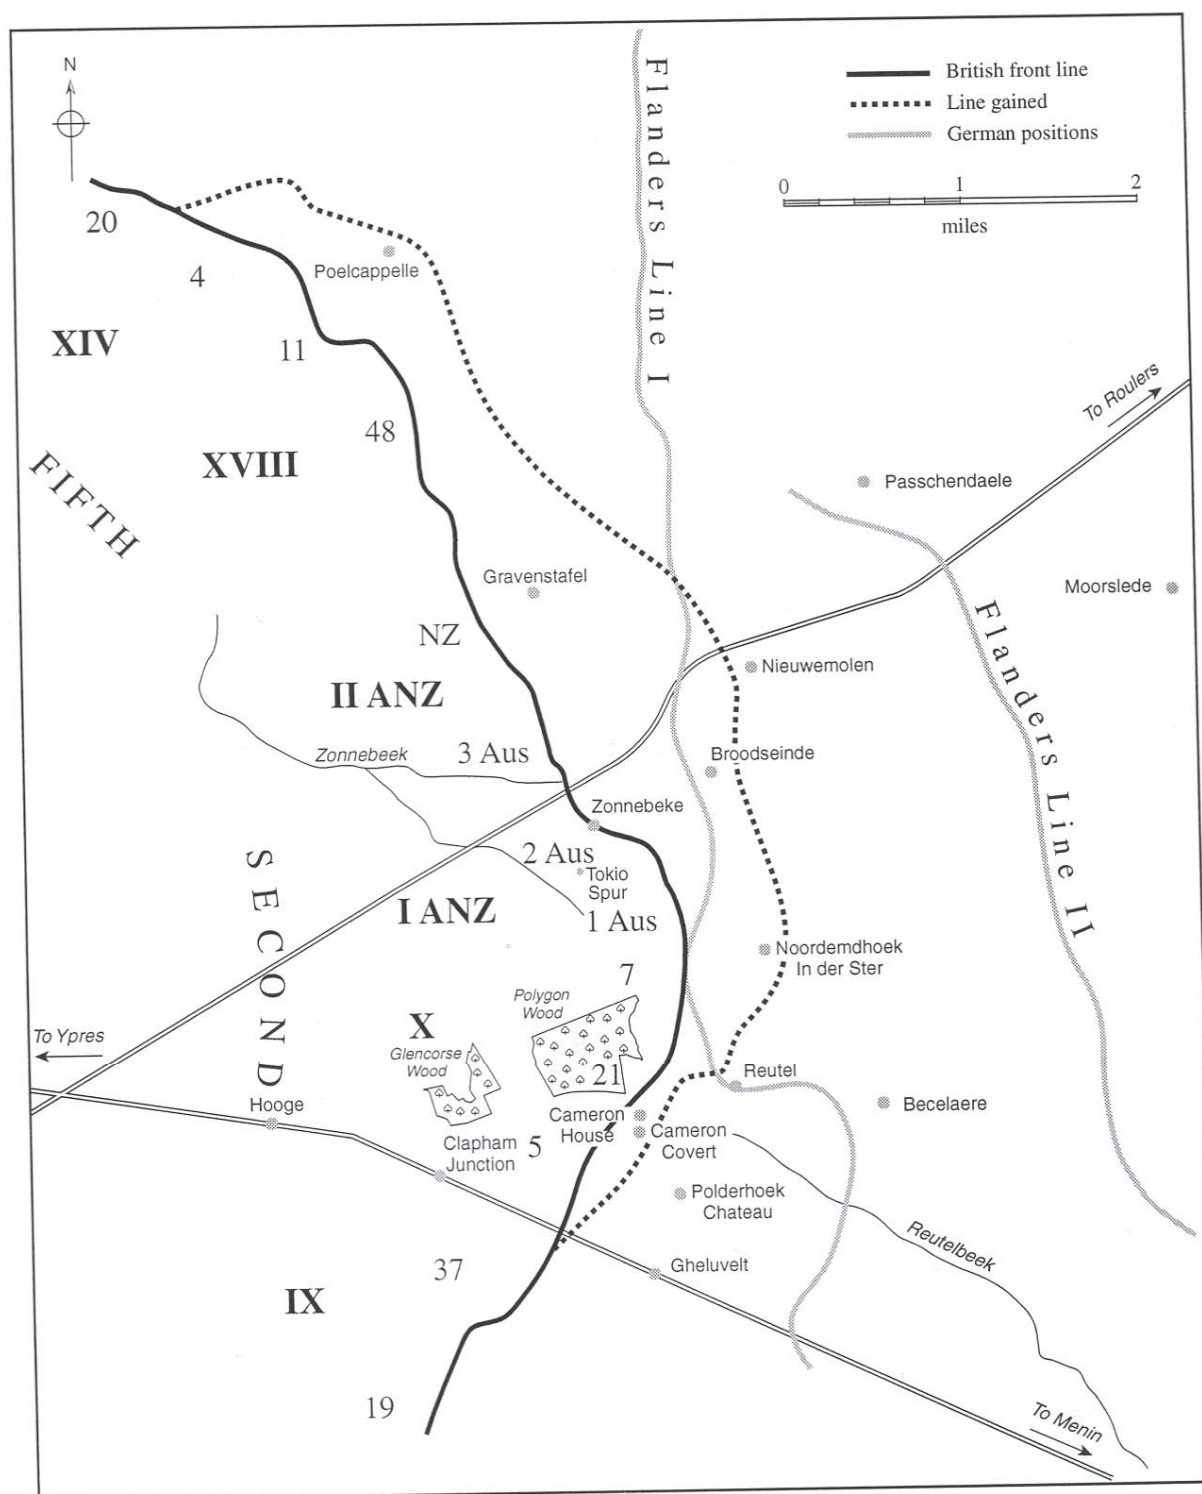 N
British front line
Line gained
German positions
0 1 2
miles
Flanders Line I
20
4
Poelcappelle
XIV
11
48
To Roulers
XVIII
FIFTH
Passchendaele
Gravenstafel
Moorslede
NZ
Flanders Line II
Nieuwemolen
II ANZ
Zonnebeek
3 Aus
Broodseinde
Zonnebeke
SECOND
2 Aus
Tokio
Spur
I ANZ
1 Aus
Noordemdhoek
In der Ster
7
Polygon
Wood
X
To Ypres
Glencorse
Wood
21
Reutel
Hooge
Becelaere
Cameron
House
Cameron
Covert
Clapham
Junction
5
Polderhoek
Chateau
Reutelbeek
37
Gheluvelt
IX
19
To Menin